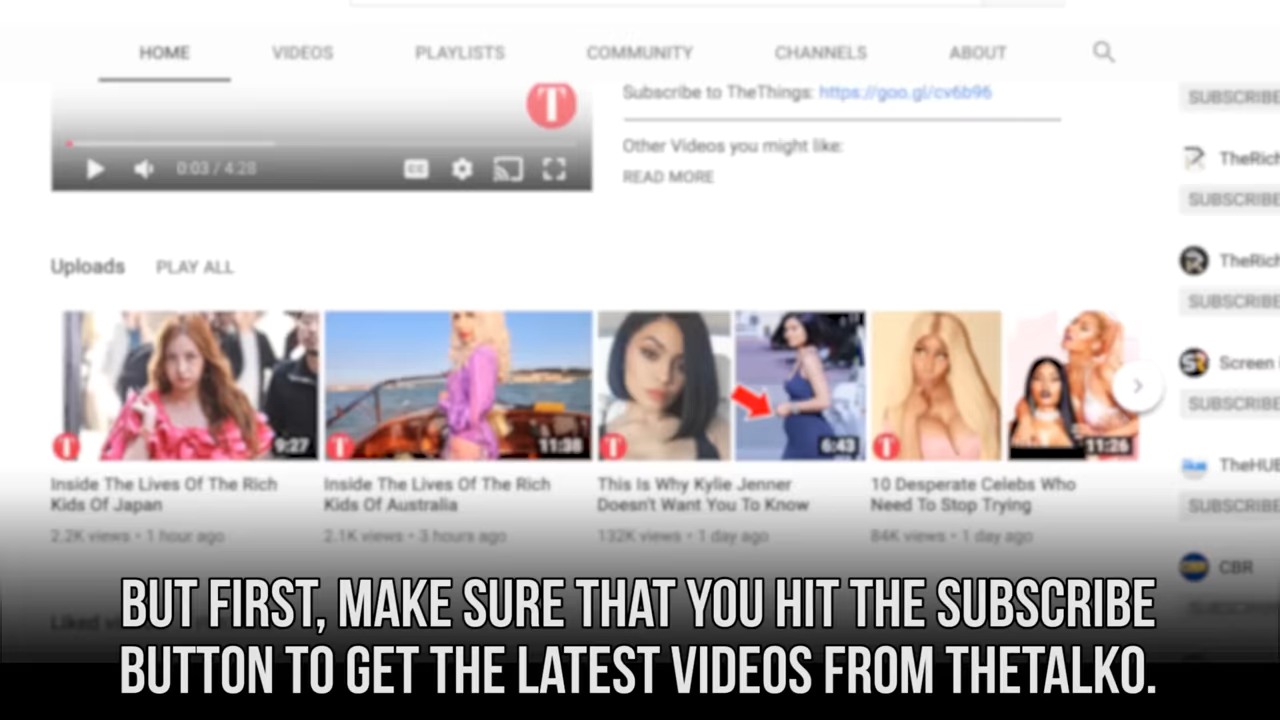 HOME VIDEOS PLAYLISTS COMMUNITY CHANNELS ABOUT
Subscribe to TheThings: https://goo.gl/cv6b96
SUBSCRIBE
Other Videos you might like:
READ MORE
0:03 / 4:28
CC
T
TheRich
SUBSCRIBE
Uploads PLAY ALL
TheRich
SUBSCRIBE
9:27
11:38
6:43
11:26
Screen
SUBSCRIBE
Inside The Lives Of The Rich
Kids Of Japan
2.2K views • 1 hour ago
Inside The Lives Of The Rich
Kids Of Australia
2.1K views • 3 hours ago
This Is Why Kylie Jenner
Doesn't Want You To Know
132K views • 1 day ago
10 Desperate Celebs Who
Need To Stop Trying
84K views • 1 day ago
TheHUB
SUBSCRIBE
CBR
BUT FIRST, MAKE SURE THAT YOU HIT THE SUBSCRIBE
BUTTON TO GET THE LATEST VIDEOS FROM THETALKO.